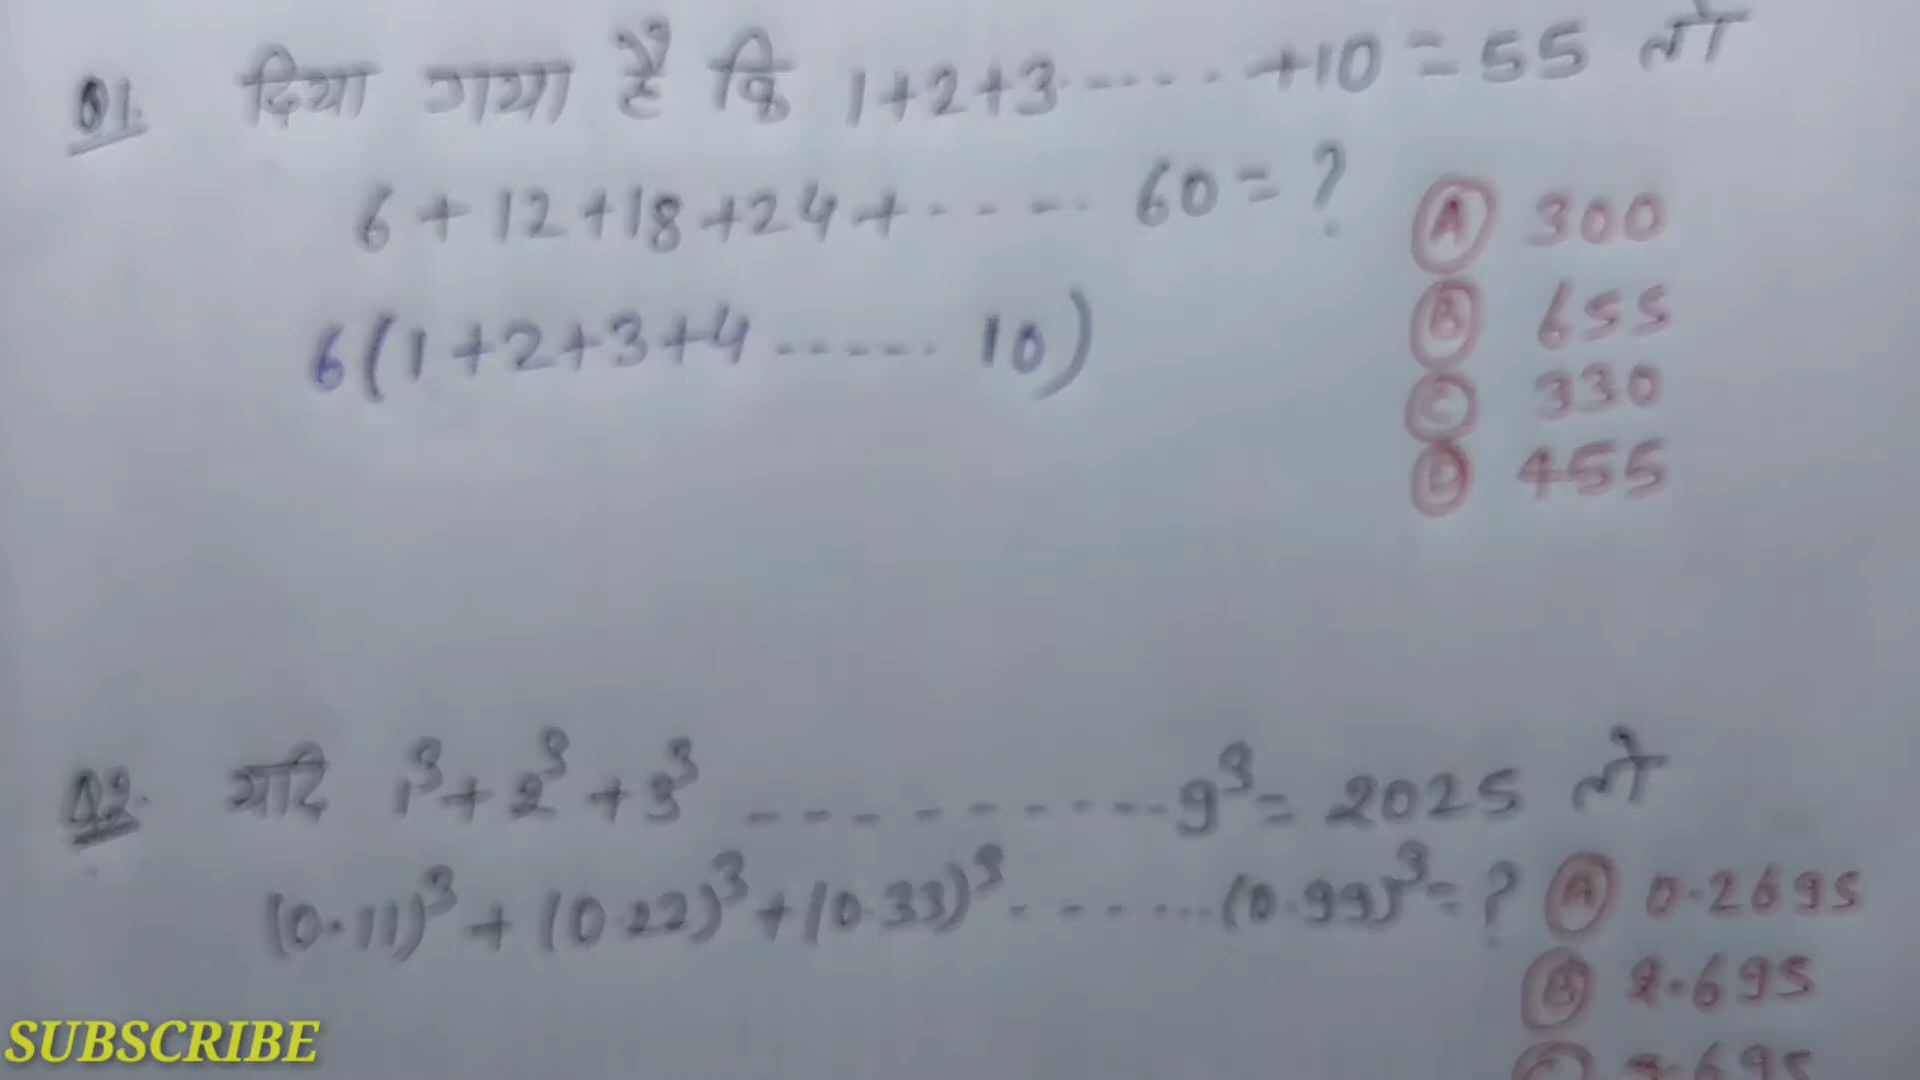 Q1. दिया गया है कि 1+2+3-----+10=55 तो
6+12+18+24+----- 60=?
(A) 300
(B) 655
6(1+2+3+4----- 10)
(C) 330
(D) 455
Q2. यदि 1³+2³+3³ ----------9³=2025 तो
(0.11)³+(0.22)³+(0.33)³-------(0.99)³=? (A) 0.2695
(B) 2.695
SUBSCRIBE